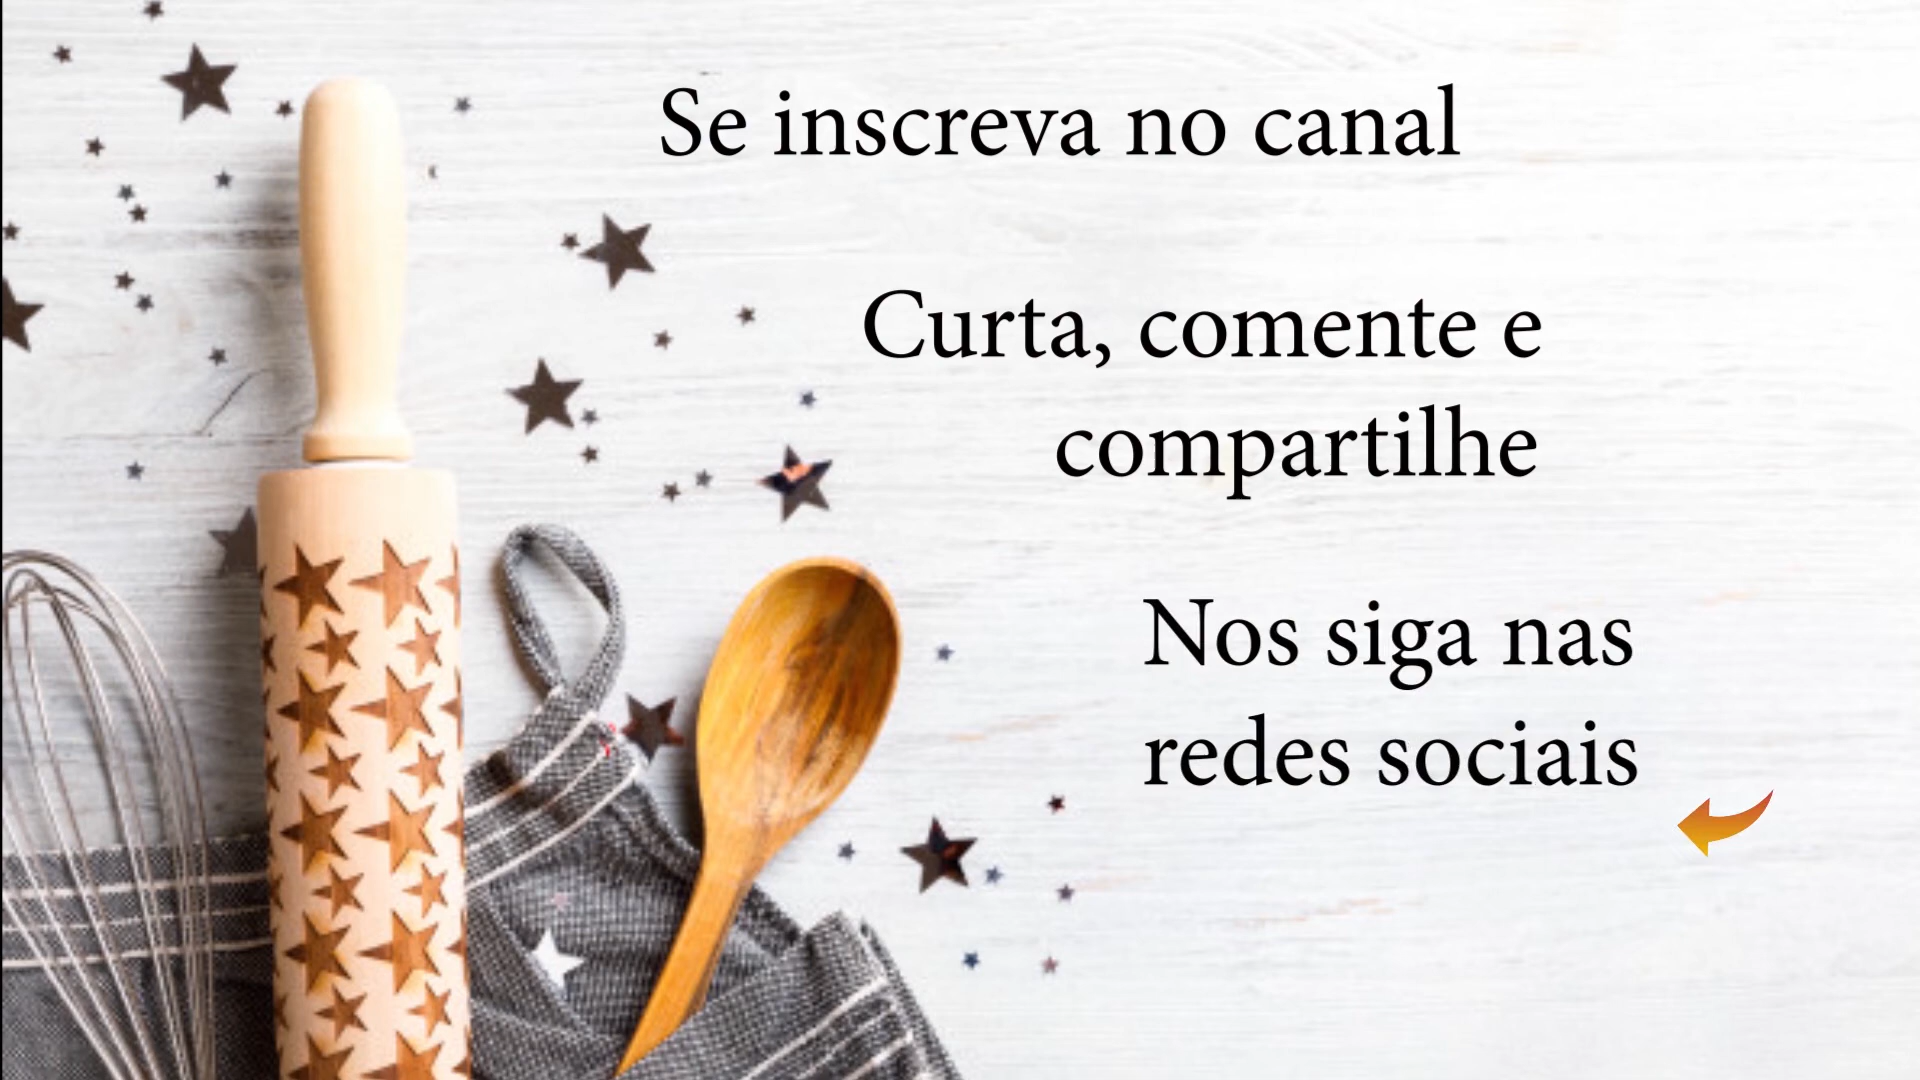 Se inscreva no canal
Curta, comente e
compartilhe
Nos siga nas
redes sociais